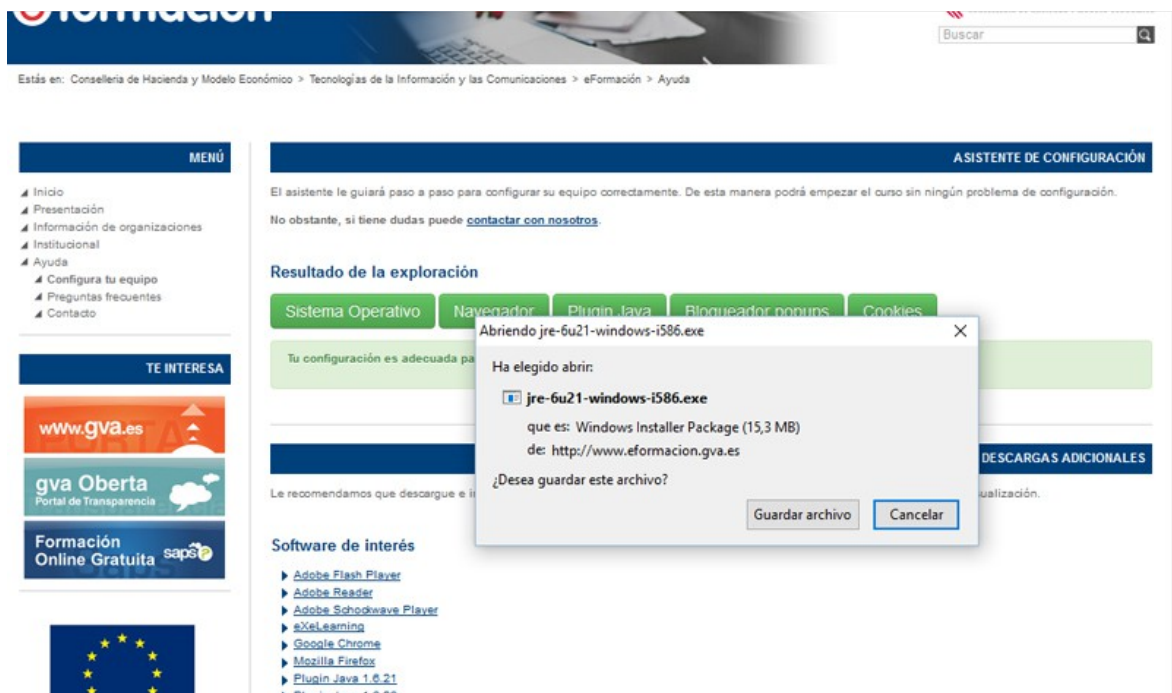 formación
Buscar
Estás en: Conselleria de Hacienda y Modelo Económico > Tecnologías de la Información y las Comunicaciones > eFormación > Ayuda
MENÚ
Inicio
Presentación
Información de organizaciones
Institucional
Ayuda
Configura tu equipo
Preguntas frecuentes
Contacto
TE INTERESA
www.gva.es
gva Oberta
Portal de Transparencia
Formación
Online Gratuita saps?
ASISTENTE DE CONFIGURACIÓN
El asistente le guiará paso a paso para configurar su equipo correctamente. De esta manera podrá empezar el curso sin ningún problema de configuración.
No obstante, si tiene dudas puede contactar con nosotros.
Resultado de la exploración
Sistema Operativo Navegador Plugin Java Bloqueador popups Cookies
Tu configuración es adecuada pa
Abriendo jre-6u21-windows-i586.exe
Ha elegido abrir:
jre-6u21-windows-i586.exe
que es: Windows Installer Package (15,3 MB)
de: http://www.eformacion.gva.es
¿Desea guardar este archivo?
Guardar archivo Cancelar
DESCARGAS ADICIONALES
Le recomendamos que descargue e i ualización.
Software de interés
Adobe Flash Player
Adobe Reader
Adobe Schockwave Player
eXeLearning
Google Chrome
Mozilla Firefox
Plugin Java 1.6.21